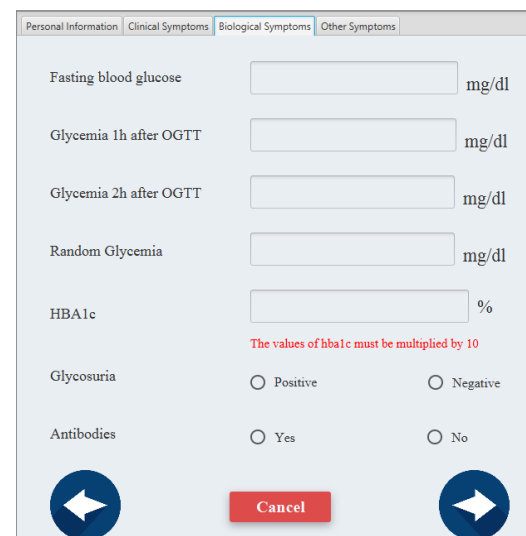 Personal Information Clinical Symptoms Biological Symptoms Other Symptoms
Fasting blood glucose mg/dl
Glycemia 1h after OGTT mg/dl
Glycemia 2h after OGTT mg/dl
Random Glycemia mg/dl
HBA1c %
The values of hba1c must be multiplied by 10
Glycosuria Positive Negative
Antibodies Yes No
Cancel